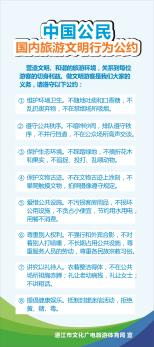 中国公民
国内旅游文明行为公约
营造文明、和谐的旅游环境，关系到每位
游客的切身利益。做文明游客是我们大家的
义务，请遵守以下公约：
① 维护环境卫生。不随地吐痰和口香糖，不
乱扔废弃物，不在禁烟场所吸烟。
② 遵守公共秩序。不喧哗吵闹，排队遵守秩
序，不并行挡道，不在公众场所高声交谈。
③ 保护生态环境。不踩踏绿地，不摘折花木
和果实，不追捉、投打、乱喂动物。
④ 保护文物古迹。不在文物古迹上涂刻，不
攀爬触摸文物，拍照摄像遵守规定。
⑤ 爱惜公共设施。不污损客房用品，不损坏
公用设施，不贪占小便宜，节约用水用电，
用餐不浪费。
⑥ 尊重别人权利。不强行和外宾合影，不对
着别人打喷嚏，不长期占用公共设施，尊
重服务人员的劳动，尊重各民族宗教习俗。
⑦ 讲究以礼待人。衣着整洁得体，不在公共
场所袒胸赤膊；礼让老幼病残，礼让女士；
不讲粗话。
⑧ 提倡健康娱乐。抵制封建迷信活动，拒绝
黄、赌、毒。
湛江市文化广电旅游体育局 宣